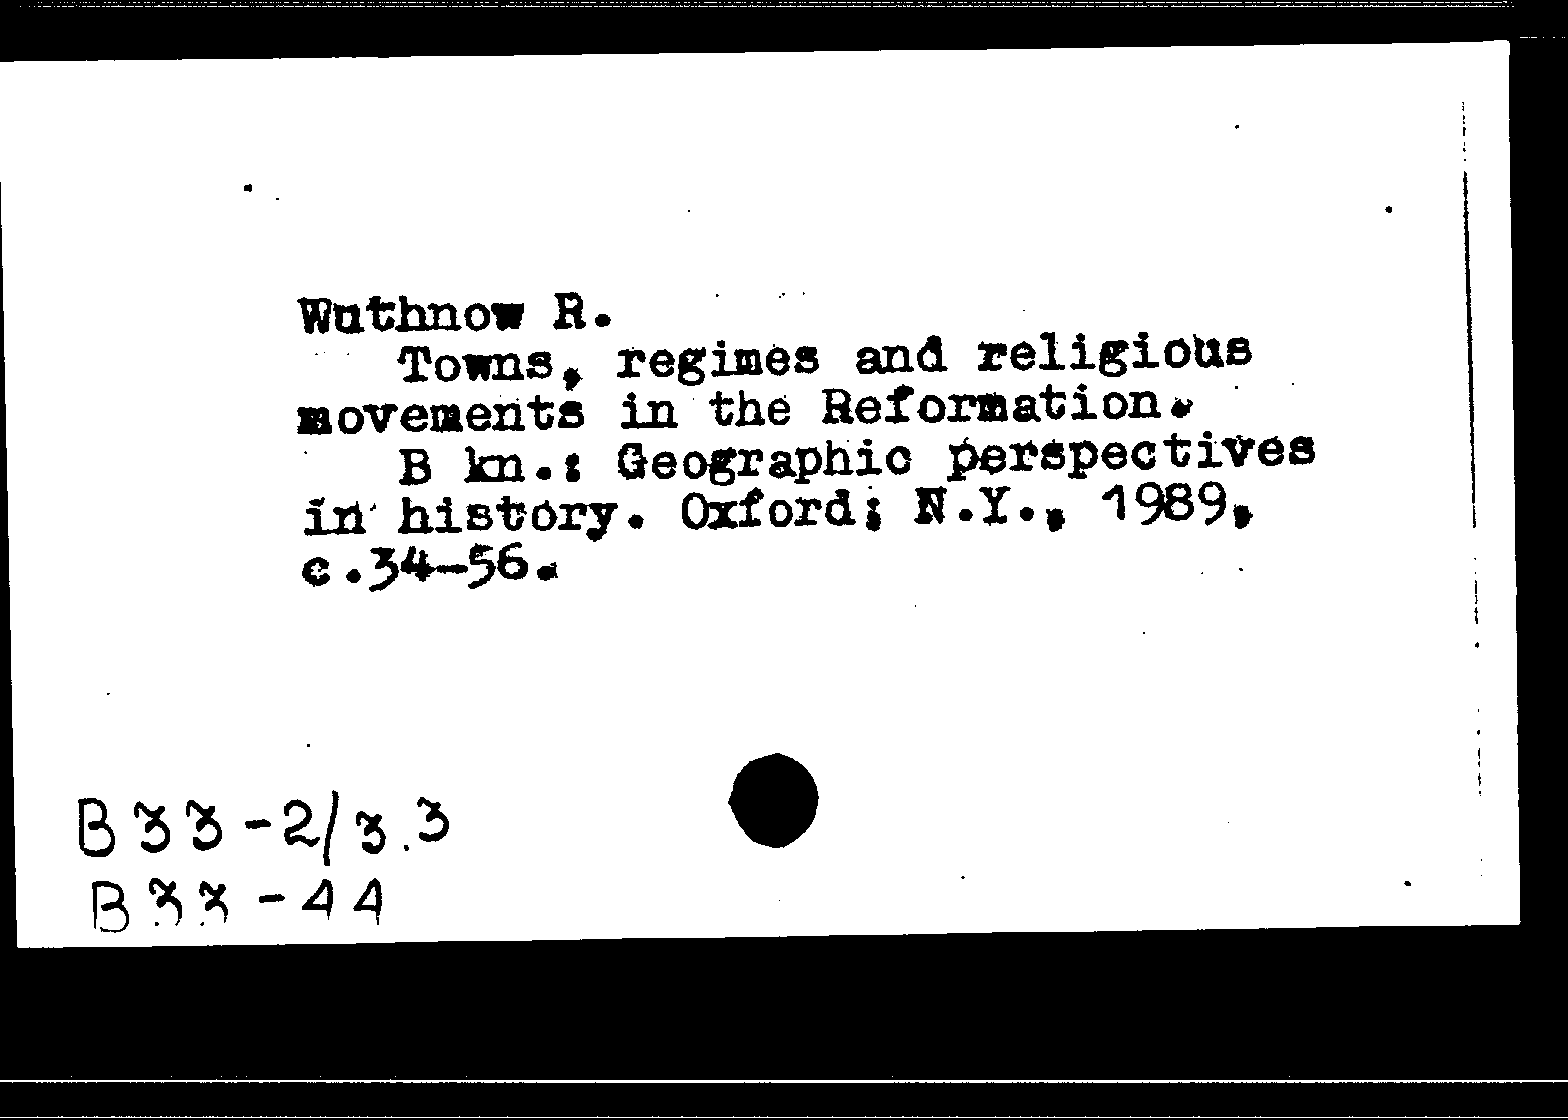 Wuthnow R.
Towns, regimes and religious
movements in the Reformation.
B kn.: Geographic perspectives
in history. Oxford; N.Y., 1989,
c.34-56.
B33-2/3.3
B33-44